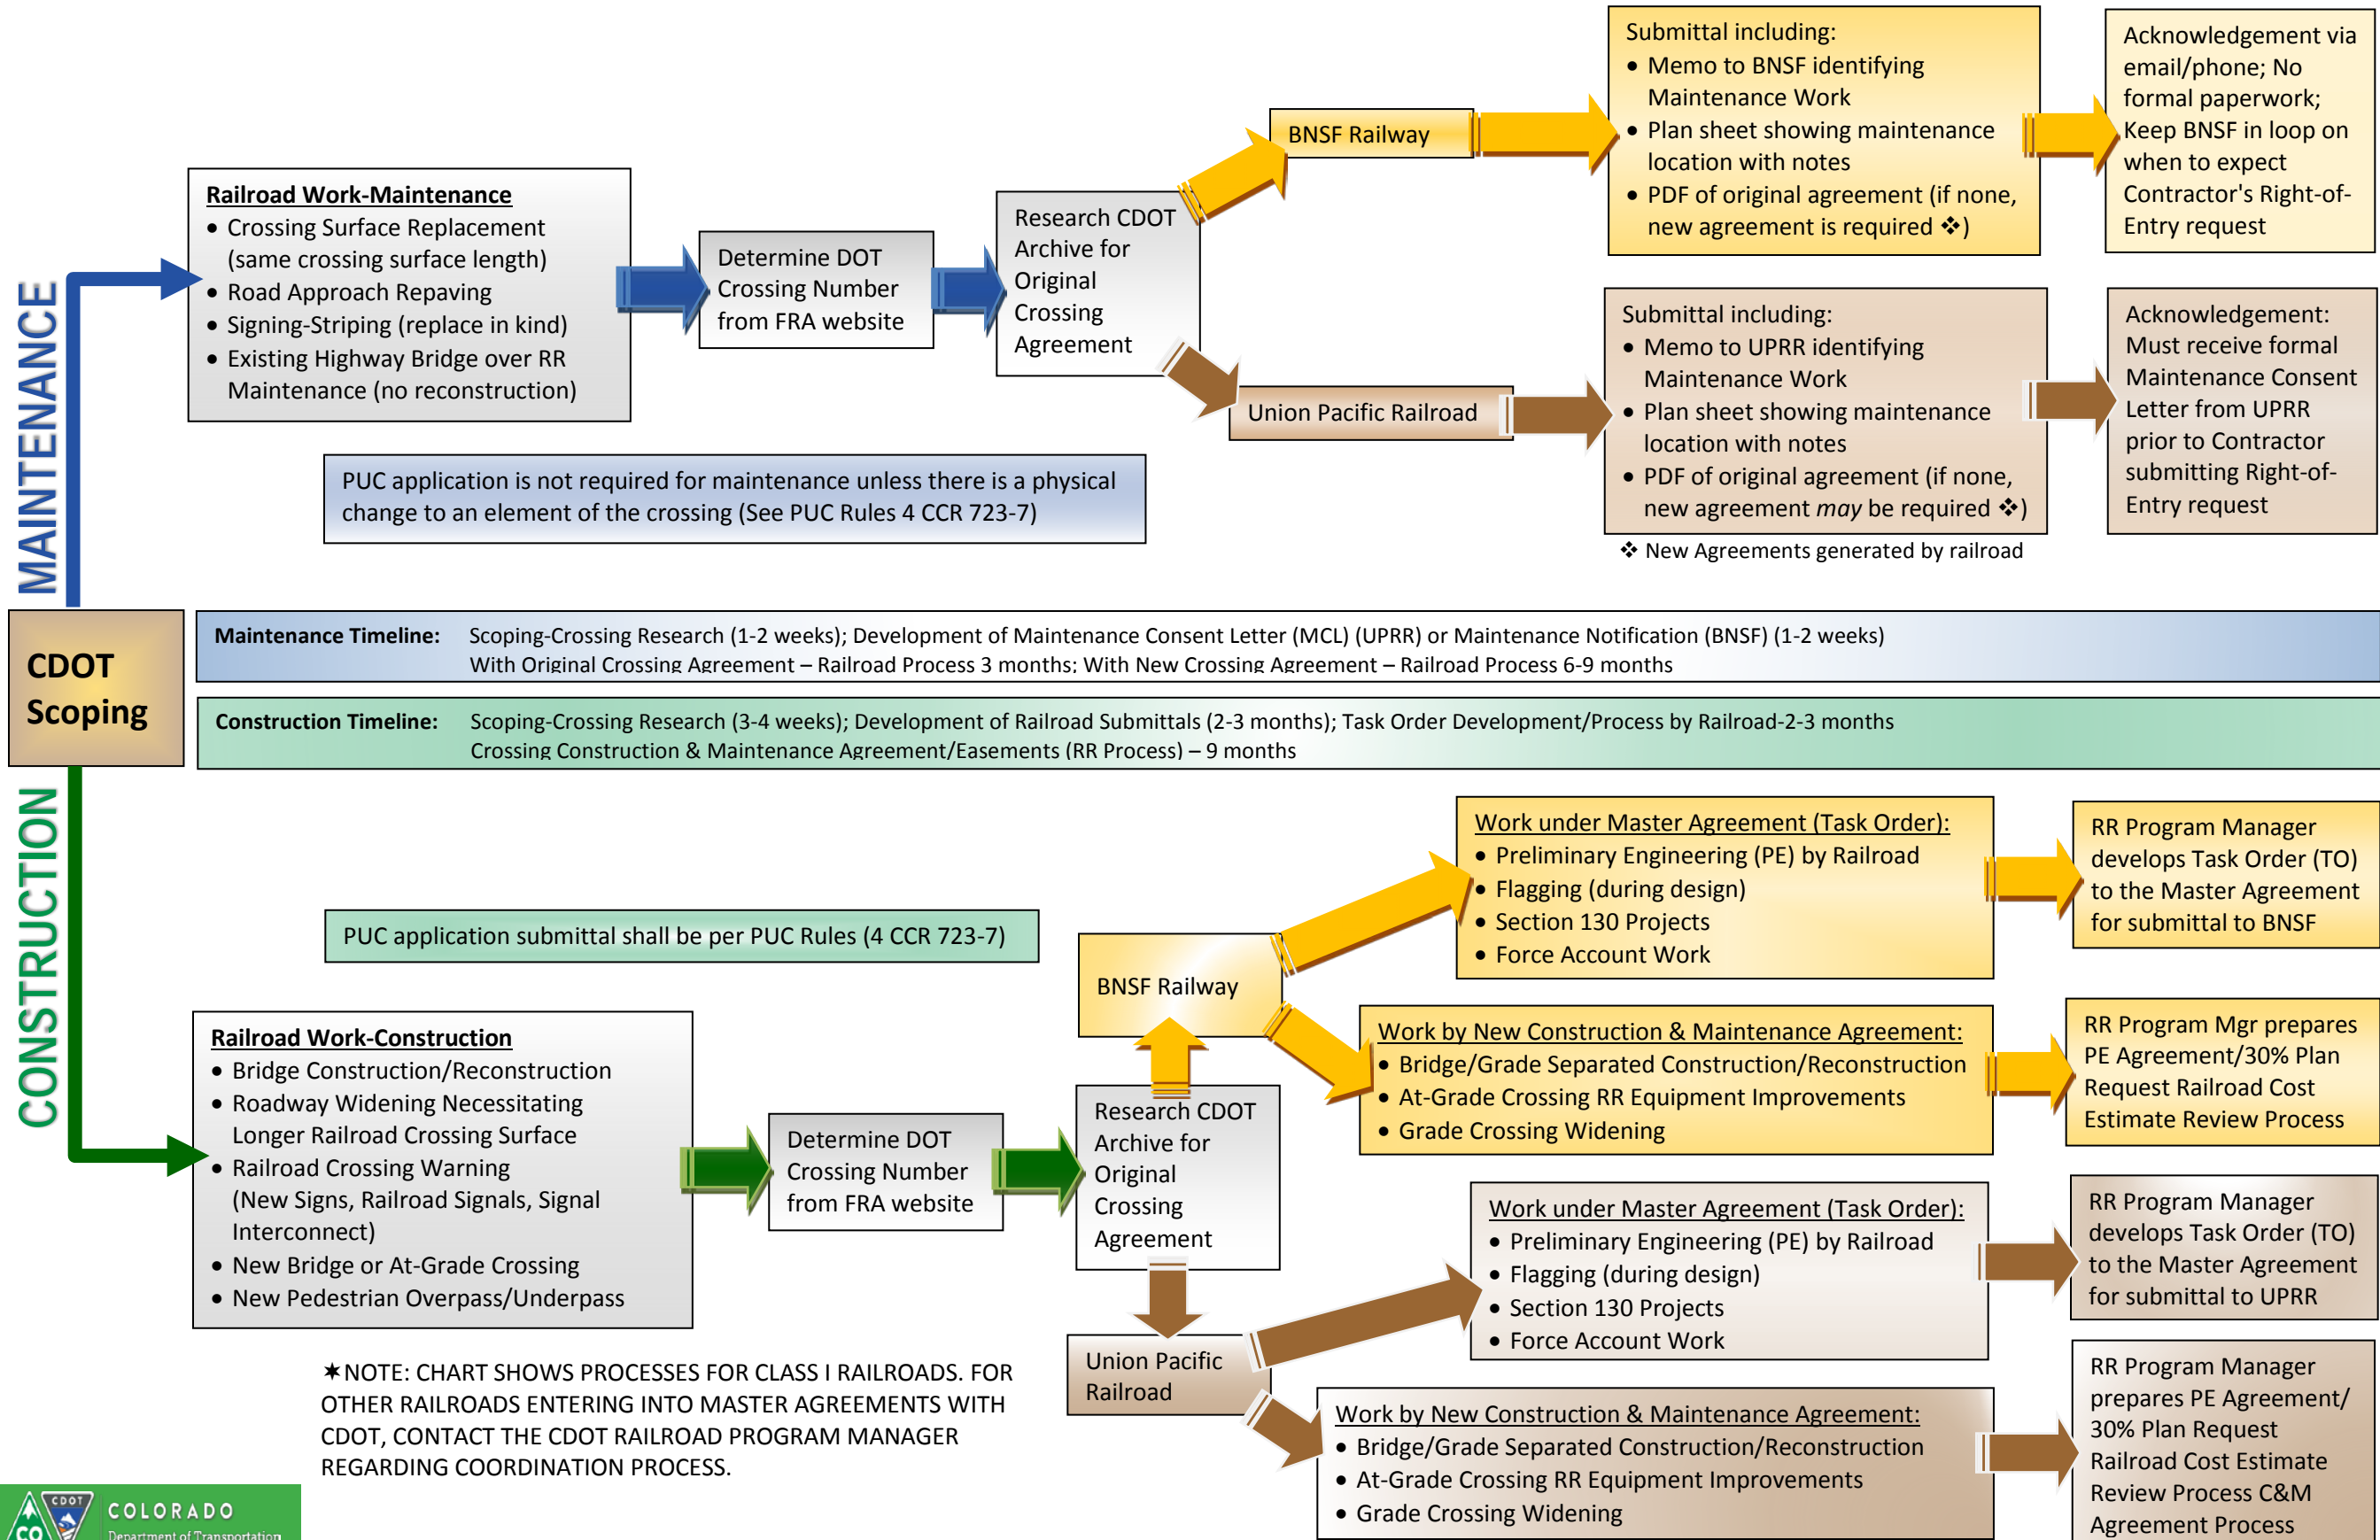 MAINTENANCE
Railroad Work-Maintenance
• Crossing Surface Replacement
(same crossing surface length)
• Road Approach Repaving
• Signing-Striping (replace in kind)
• Existing Highway Bridge over RR
Maintenance (no reconstruction)
Determine DOT
Crossing Number
from FRA website
Research CDOT
Archive for
Original
Crossing
Agreement
BNSF Railway
Submittal including:
• Memo to BNSF identifying
Maintenance Work
• Plan sheet showing maintenance
location with notes
• PDF of original agreement (if none,
new agreement is required ❖)
Acknowledgement via
email/phone; No
formal paperwork;
Keep BNSF in loop on
when to expect
Contractor's Right-of-
Entry request
Union Pacific Railroad
Submittal including:
• Memo to UPRR identifying
Maintenance Work
• Plan sheet showing maintenance
location with notes
• PDF of original agreement (if none,
new agreement may be required ❖)
Acknowledgement:
Must receive formal
Maintenance Consent
Letter from UPRR
prior to Contractor
submitting Right-of-
Entry request
❖ New Agreements generated by railroad
PUC application is not required for maintenance unless there is a physical
change to an element of the crossing (See PUC Rules 4 CCR 723-7)
CDOT
Scoping
Maintenance Timeline: Scoping-Crossing Research (1-2 weeks); Development of Maintenance Consent Letter (MCL) (UPRR) or Maintenance Notification (BNSF) (1-2 weeks)
With Original Crossing Agreement – Railroad Process 3 months; With New Crossing Agreement – Railroad Process 6-9 months
Construction Timeline: Scoping-Crossing Research (3-4 weeks); Development of Railroad Submittals (2-3 months); Task Order Development/Process by Railroad-2-3 months
Crossing Construction & Maintenance Agreement/Easements (RR Process) – 9 months
CONSTRUCTION
PUC application submittal shall be per PUC Rules (4 CCR 723-7)
Railroad Work-Construction
• Bridge Construction/Reconstruction
• Roadway Widening Necessitating
Longer Railroad Crossing Surface
• Railroad Crossing Warning
(New Signs, Railroad Signals, Signal
Interconnect)
• New Bridge or At-Grade Crossing
• New Pedestrian Overpass/Underpass
Determine DOT
Crossing Number
from FRA website
Research CDOT
Archive for
Original
Crossing
Agreement
BNSF Railway
Work under Master Agreement (Task Order):
• Preliminary Engineering (PE) by Railroad
• Flagging (during design)
• Section 130 Projects
• Force Account Work
RR Program Manager
develops Task Order (TO)
to the Master Agreement
for submittal to BNSF
Work by New Construction & Maintenance Agreement:
• Bridge/Grade Separated Construction/Reconstruction
• At-Grade Crossing RR Equipment Improvements
• Grade Crossing Widening
RR Program Mgr prepares
PE Agreement/30% Plan
Request Railroad Cost
Estimate Review Process
Union Pacific
Railroad
Work under Master Agreement (Task Order):
• Preliminary Engineering (PE) by Railroad
• Flagging (during design)
• Section 130 Projects
• Force Account Work
RR Program Manager
develops Task Order (TO)
to the Master Agreement
for submittal to UPRR
Work by New Construction & Maintenance Agreement:
• Bridge/Grade Separated Construction/Reconstruction
• At-Grade Crossing RR Equipment Improvements
• Grade Crossing Widening
RR Program Manager
prepares PE Agreement/
30% Plan Request
Railroad Cost Estimate
Review Process C&M
Agreement Process
★NOTE: CHART SHOWS PROCESSES FOR CLASS I RAILROADS. FOR
OTHER RAILROADS ENTERING INTO MASTER AGREEMENTS WITH
CDOT, CONTACT THE CDOT RAILROAD PROGRAM MANAGER
REGARDING COORDINATION PROCESS.
CO
CDOT
COLORADO
Department of Transportation